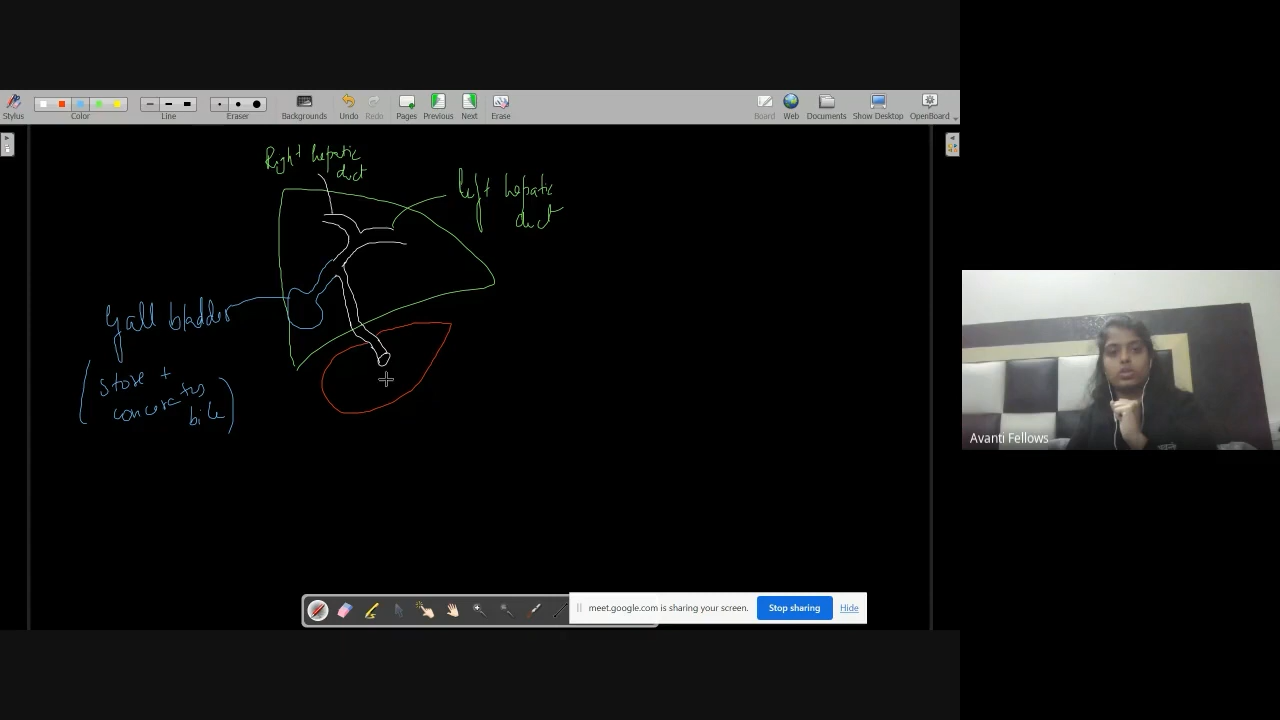 Stylus
Color
Line
Eraser
Backgrounds
Undo
Redo
Pages
Previous
Next
Erase
Board
Web
Documents
Show Desktop
OpenBoard
Right hepatic
duct
left hepatic
duct
Gall bladder
(store +
bile)
meet.google.com is sharing your screen.
Stop sharing
Hide
Avanti Fellows